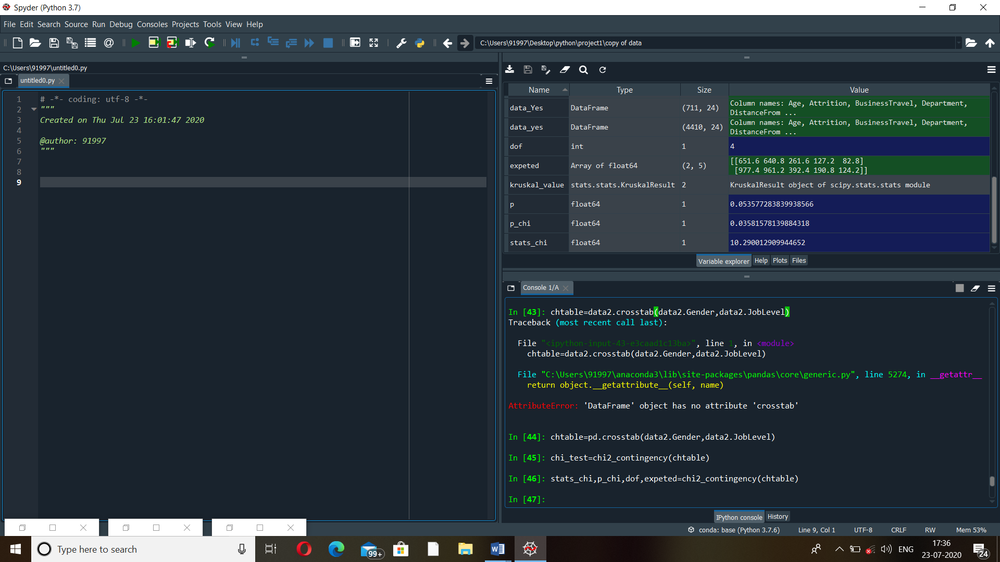 Spyder (Python 3.7)
File Edit Search Source Run Debug Consoles Projects Tools View Help
C:\Users\91997\Desktop\python\project1\copy of data
C:\Users\91997\untitled0.py
untitled0.py
1 # -*- coding: utf-8 -*-
2 """
3 Created on Thu Jul 23 16:01:47 2020
4
5 @author: 91997
6 """
7
8
9
Name Type Size Value
data_Yes DataFrame (711, 24) Column names: Age, Attrition, BusinessTravel, Department,
DistanceFrom ...
data_yes DataFrame (4410, 24) Column names: Age, Attrition, BusinessTravel, Department,
DistanceFrom ...
dof int 1 4
expeted Array of float64 (2, 5) [[651.6 640.8 261.6 127.2  82.8]
[977.4 961.2 392.4 190.8 124.2]]
kruskal_value stats.stats.KruskalResult 2 KruskalResult object of scipy.stats.stats module
p float64 1 0.053577283839938566
p_chi float64 1 0.03581578139884318
stats_chi float64 1 10.290012909944652
Variable explorer Help Plots Files
Console 1/A
In [43]: chtable=data2.crosstab(data2.Gender,data2.JobLevel)
Traceback (most recent call last):
File "<ipython-input-43-e3caad1c13ba>", line 1, in <module>
chtable=data2.crosstab(data2.Gender,data2.JobLevel)
File "C:\Users\91997\anaconda3\lib\site-packages\pandas\core\generic.py", line 5274, in __getattr__
return object.__getattribute__(self, name)
AttributeError: 'DataFrame' object has no attribute 'crosstab'
In [44]: chtable=pd.crosstab(data2.Gender,data2.JobLevel)
In [45]: chi_test=chi2_contingency(chtable)
In [46]: stats_chi,p_chi,dof,expeted=chi2_contingency(chtable)
In [47]:
IPython console History
conda: base (Python 3.7.6) Line 9, Col 1 UTF-8 CRLF RW Mem 53%
Type here to search
99+
ENG
17:36
23-07-2020
24